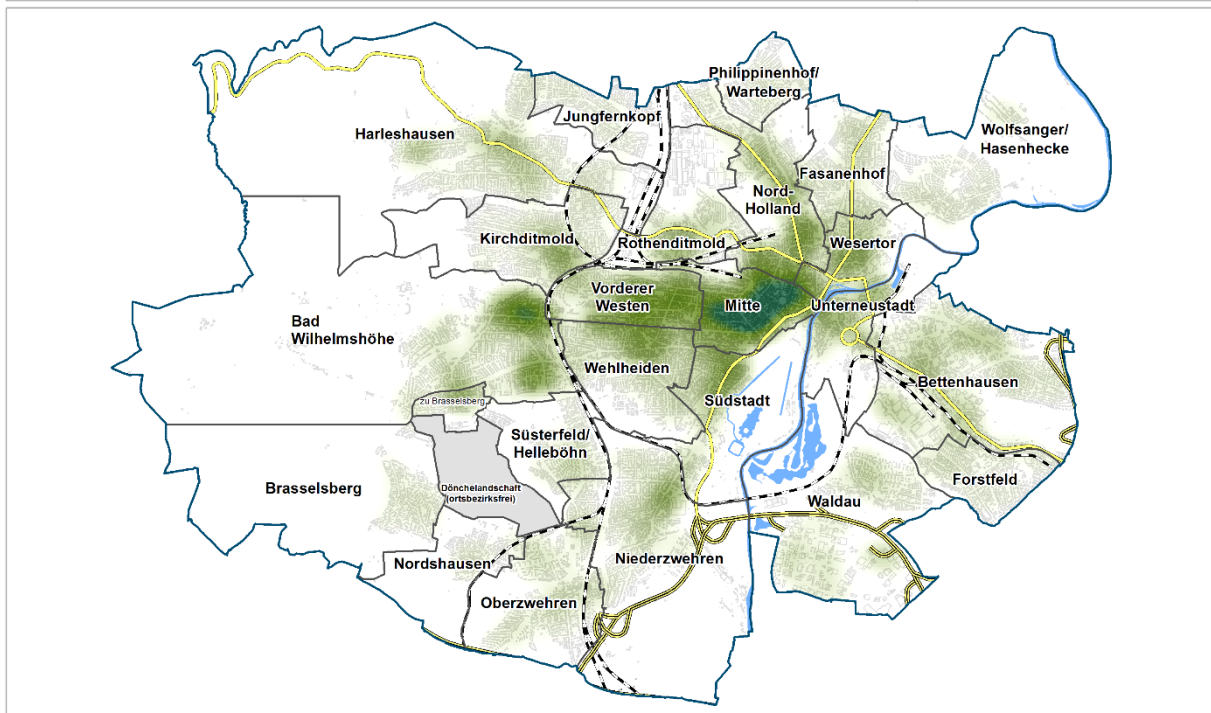 Philippinenhof/
Warteberg
Jungfernkopf
Harleshausen
Wolfsanger/
Hasenhecke
Fasanenhof
Nord-
Holland
Kirchditmold
Rothenditmold
Wesertor
Vorderer
Westen
Mitte
Unterneustadt
Bad
Wilhelmshöhe
Wehlheiden
Bettenhausen
zu Brasselsberg
Südstadt
Süsterfeld/
Helleböhn
Brasselsberg
Dönchelandschaft
(ortsbezirksfrei)
Forstfeld
Waldau
Nordshausen
Niederzwehren
Oberzwehren